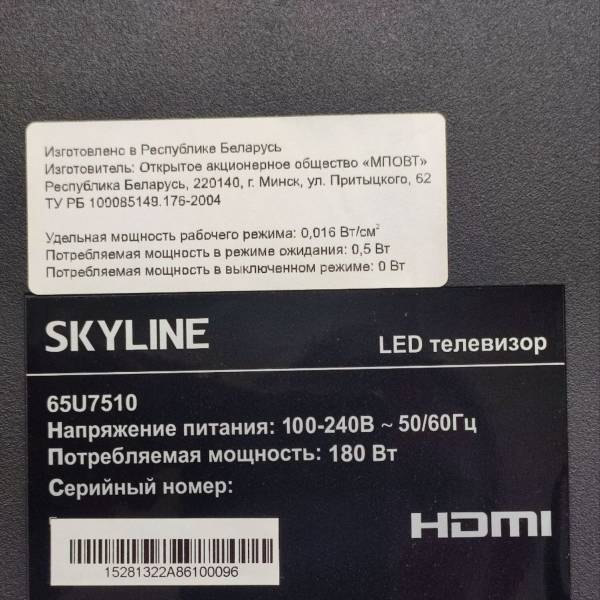 Изготовлено в Республике Беларусь
Изготовитель: Открытое акционерное общество «МПОВТ»
Республика Беларусь, 220140, г. Минск, ул. Притыцкого, 62
ТУ РБ 100085149.176-2004
Удельная мощность рабочего режима: 0,016 Вт/см²
Потребляемая мощность в режиме ожидания: 0,5 Вт
Потребляемая мощность в выключенном режиме: 0 Вт
SKYLINE
LED телевизор
65U7510
Напряжение питания: 100-240В ~ 50/60Гц
Потребляемая мощность: 180 Вт
Серийный номер:
HDMI
15281322A86100096